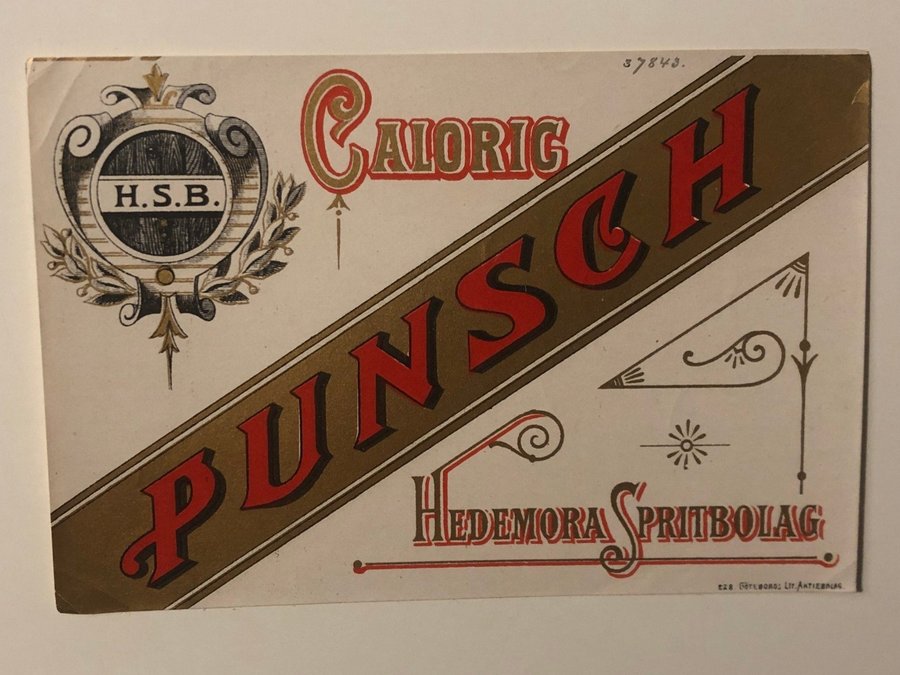 37843.
H.S.B.
CALORIC
PUNSCH
HEDEMORA SPRITBOLAG
GÖTEBORGS LIT. AKTIEBOLAG.